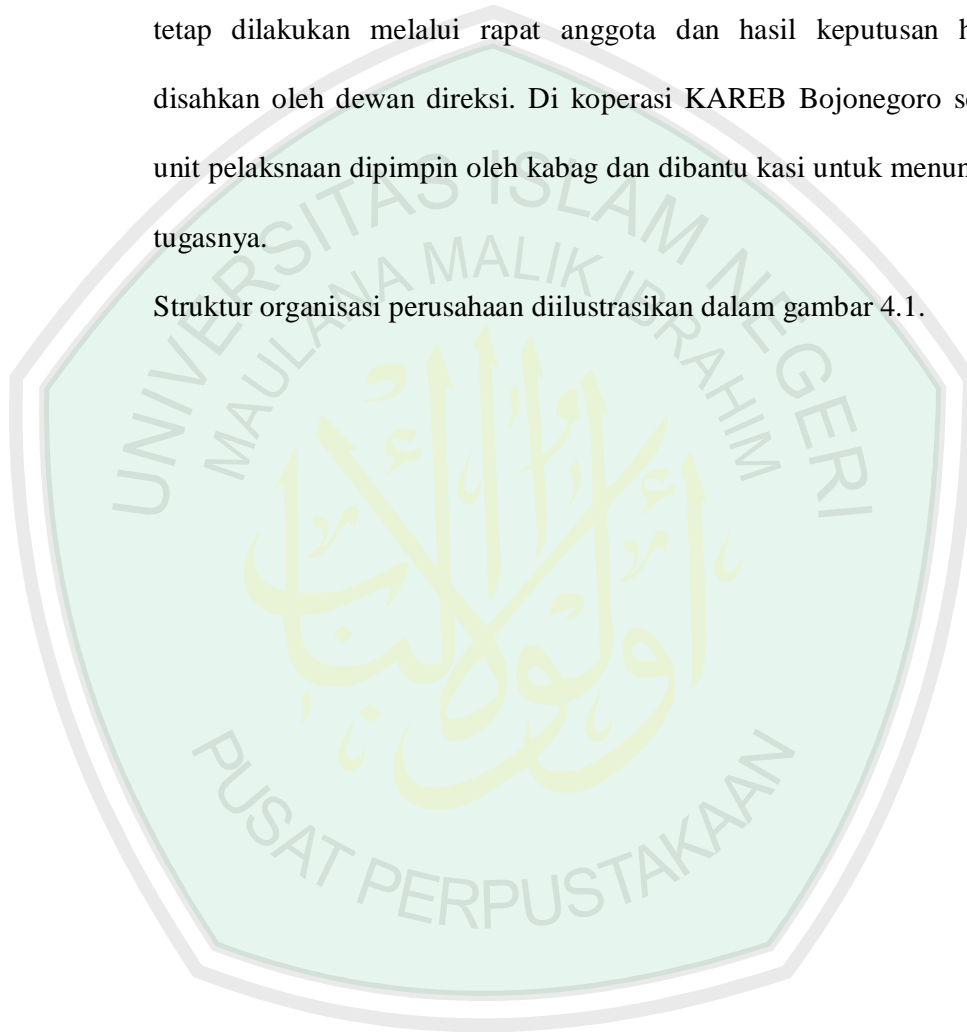 tetap dilakukan melalui rapat anggota dan hasil keputusan
disahkan oleh dewan direksi. Di koperasi KAREB Bojonegoro
unit pelaksnaan dipimpin oleh kabag dan dibantu kasi untuk
tugasnya.
Struktur organisasi perusahaan diilustrasikan dalam gambar 4.1.
UNIVERSITAS ISLAM NEGERI
MAULANA MALIK IBRAHIM
أولوا الألباب
PUSAT PERPUSTAKAAN